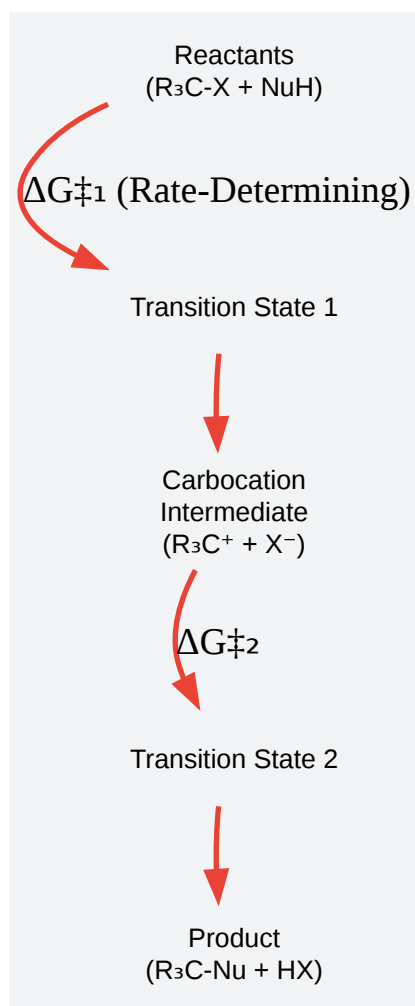 Reactants
(R₃C-X + NuH)
ΔG‡₁ (Rate-Determining)
Transition State 1
Carbocation
Intermediate
(R₃C⁺ + X⁻)
ΔG‡₂
Transition State 2
Product
(R₃C-Nu + HX)